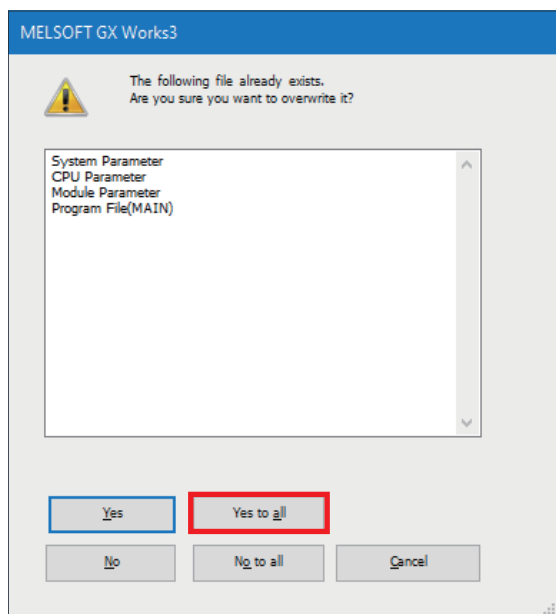 MELSOFT GX Works3
The following file already exists.
Are you sure you want to overwrite it?
System Parameter
CPU Parameter
Module Parameter
Program File(MAIN)
Yes
Yes to all
No
No to all
Cancel